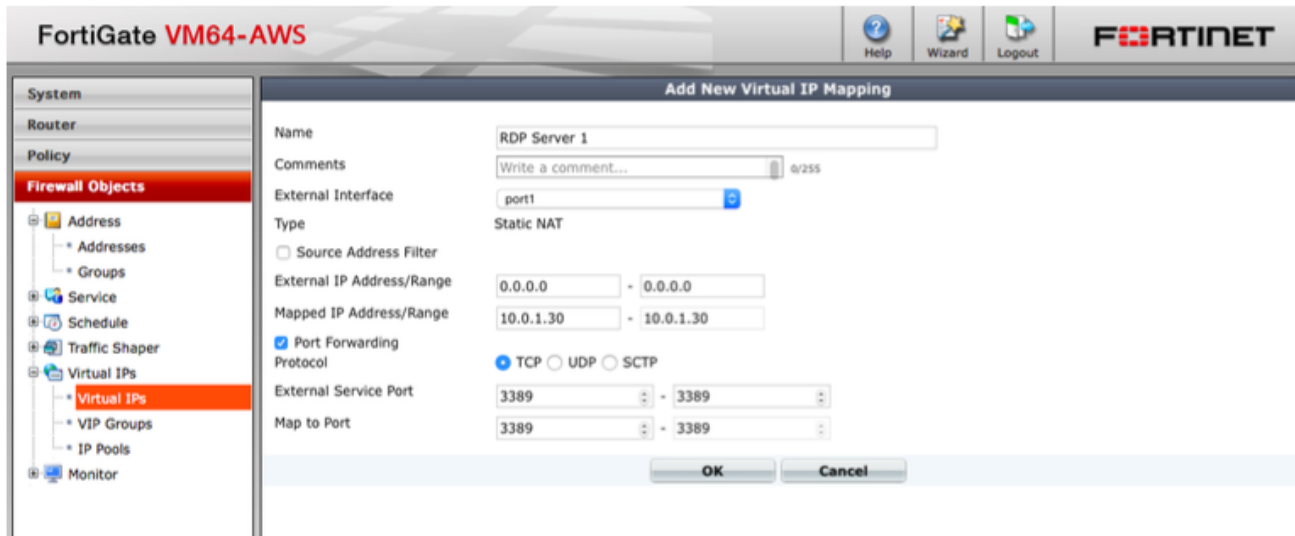 FortiGate VM64-AWS
Help
Wizard
Logout
FORTINET
System
Router
Policy
Firewall Objects
Address
Addresses
Groups
Service
Schedule
Traffic Shaper
Virtual IPs
Virtual IPs
VIP Groups
IP Pools
Monitor
Add New Virtual IP Mapping
Name RDP Server 1
Comments Write a comment... 0/255
External Interface port1
Type Static NAT
Source Address Filter
External IP Address/Range 0.0.0.0 - 0.0.0.0
Mapped IP Address/Range 10.0.1.30 - 10.0.1.30
Port Forwarding
Protocol TCP UDP SCTP
External Service Port 3389 - 3389
Map to Port 3389 - 3389
OK Cancel